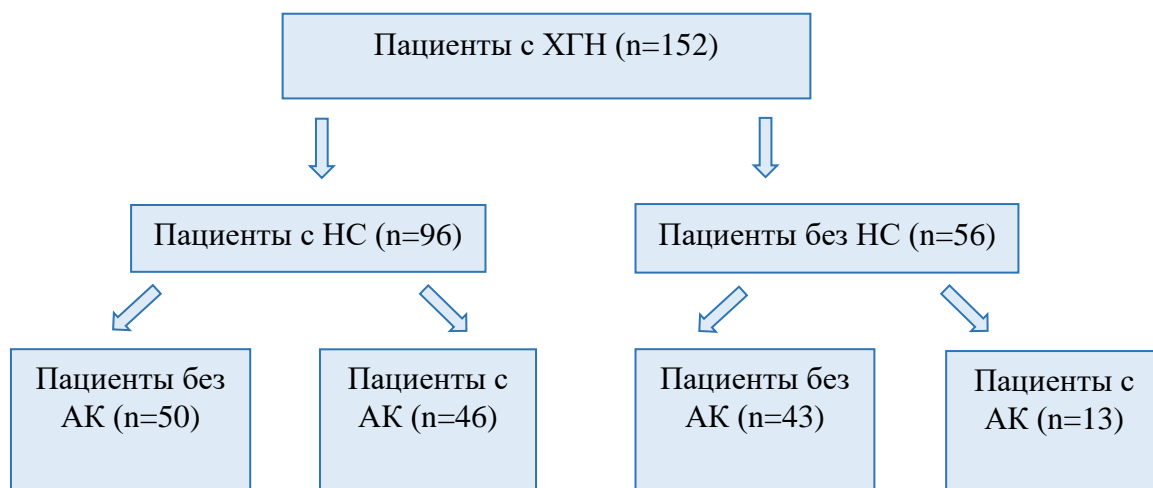 Пациенты с ХГН (n=152)
Пациенты с НС (n=96)
Пациенты без НС (n=56)
Пациенты без
АК (n=50)
Пациенты с
АК (n=46)
Пациенты без
АК (n=43)
Пациенты с
АК (n=13)